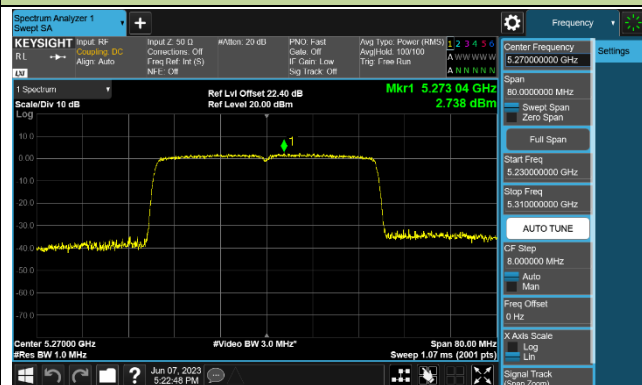 Spectrum Analyzer 1
Swept SA
Frequency
KEYSIGHT
Input: RF
Input Z: 50 Ω
#Atten: 20 dB
PNO: Fast
Avg Type: Power (RMS)
1 2 3 4 5 6
RL
Coupling: DC
Corrections: Off
Gate: Off
Avg|Hold: 100/100
A W W W W W
Align: Auto
Freq Ref: Int (S)
IF Gain: Low
Trig: Free Run
NFE: Off
Sig Track: Off
A N N N N N
LXI
1 Spectrum
Scale/Div 10 dB
Ref Lvl Offset 22.40 dB
Ref Level 20.00 dBm
Mkr1 5.273 04 GHz
2.738 dBm
Log
1
10.0
0.00
-10.0
-20.0
-30.0
-40.0
-50.0
-60.0
-70.0
Center 5.27000 GHz
#Video BW 3.0 MHz*
Span 80.00 MHz
#Res BW 1.0 MHz
Sweep 1.07 ms (2001 pts)
Jun 07, 2023
5:22:48 PM
Center Frequency
5.270000000 GHz
Settings
Span
80.0000000 MHz
Swept Span
Zero Span
Full Span
Start Freq
5.230000000 GHz
Stop Freq
5.310000000 GHz
AUTO TUNE
CF Step
8.000000 MHz
Auto
Man
Freq Offset
0 Hz
X Axis Scale
Log
Lin
Signal Track
(Span Zoom)